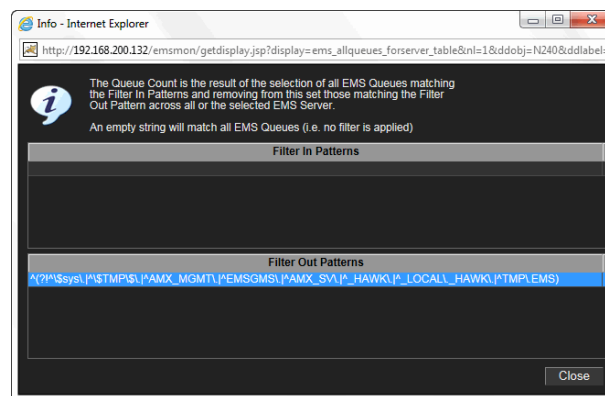 Info - Internet Explorer
http://192.168.200.132/emsmon/getdisplay.jsp?display=ems_allqueues_forserver_table&nl=1&ddobj=N240&ddlabel=
The Queue Count is the result of the selection of all EMS Queues matching
the Filter In Patterns and removing from this set those matching the Filter
Out Pattern across all or the selected EMS Server.
An empty string will match all EMS Queues (i.e. no filter is applied)
Filter In Patterns
Filter Out Patterns
^(?!^\$sys\.|^\$TMP\$\.|^AMX_MGMT\.|^EMSGMS\.|^AMX_SV\.|^_HAWK\.|^_LOCAL\._HAWK\.|^TMP\.EMS)
Close